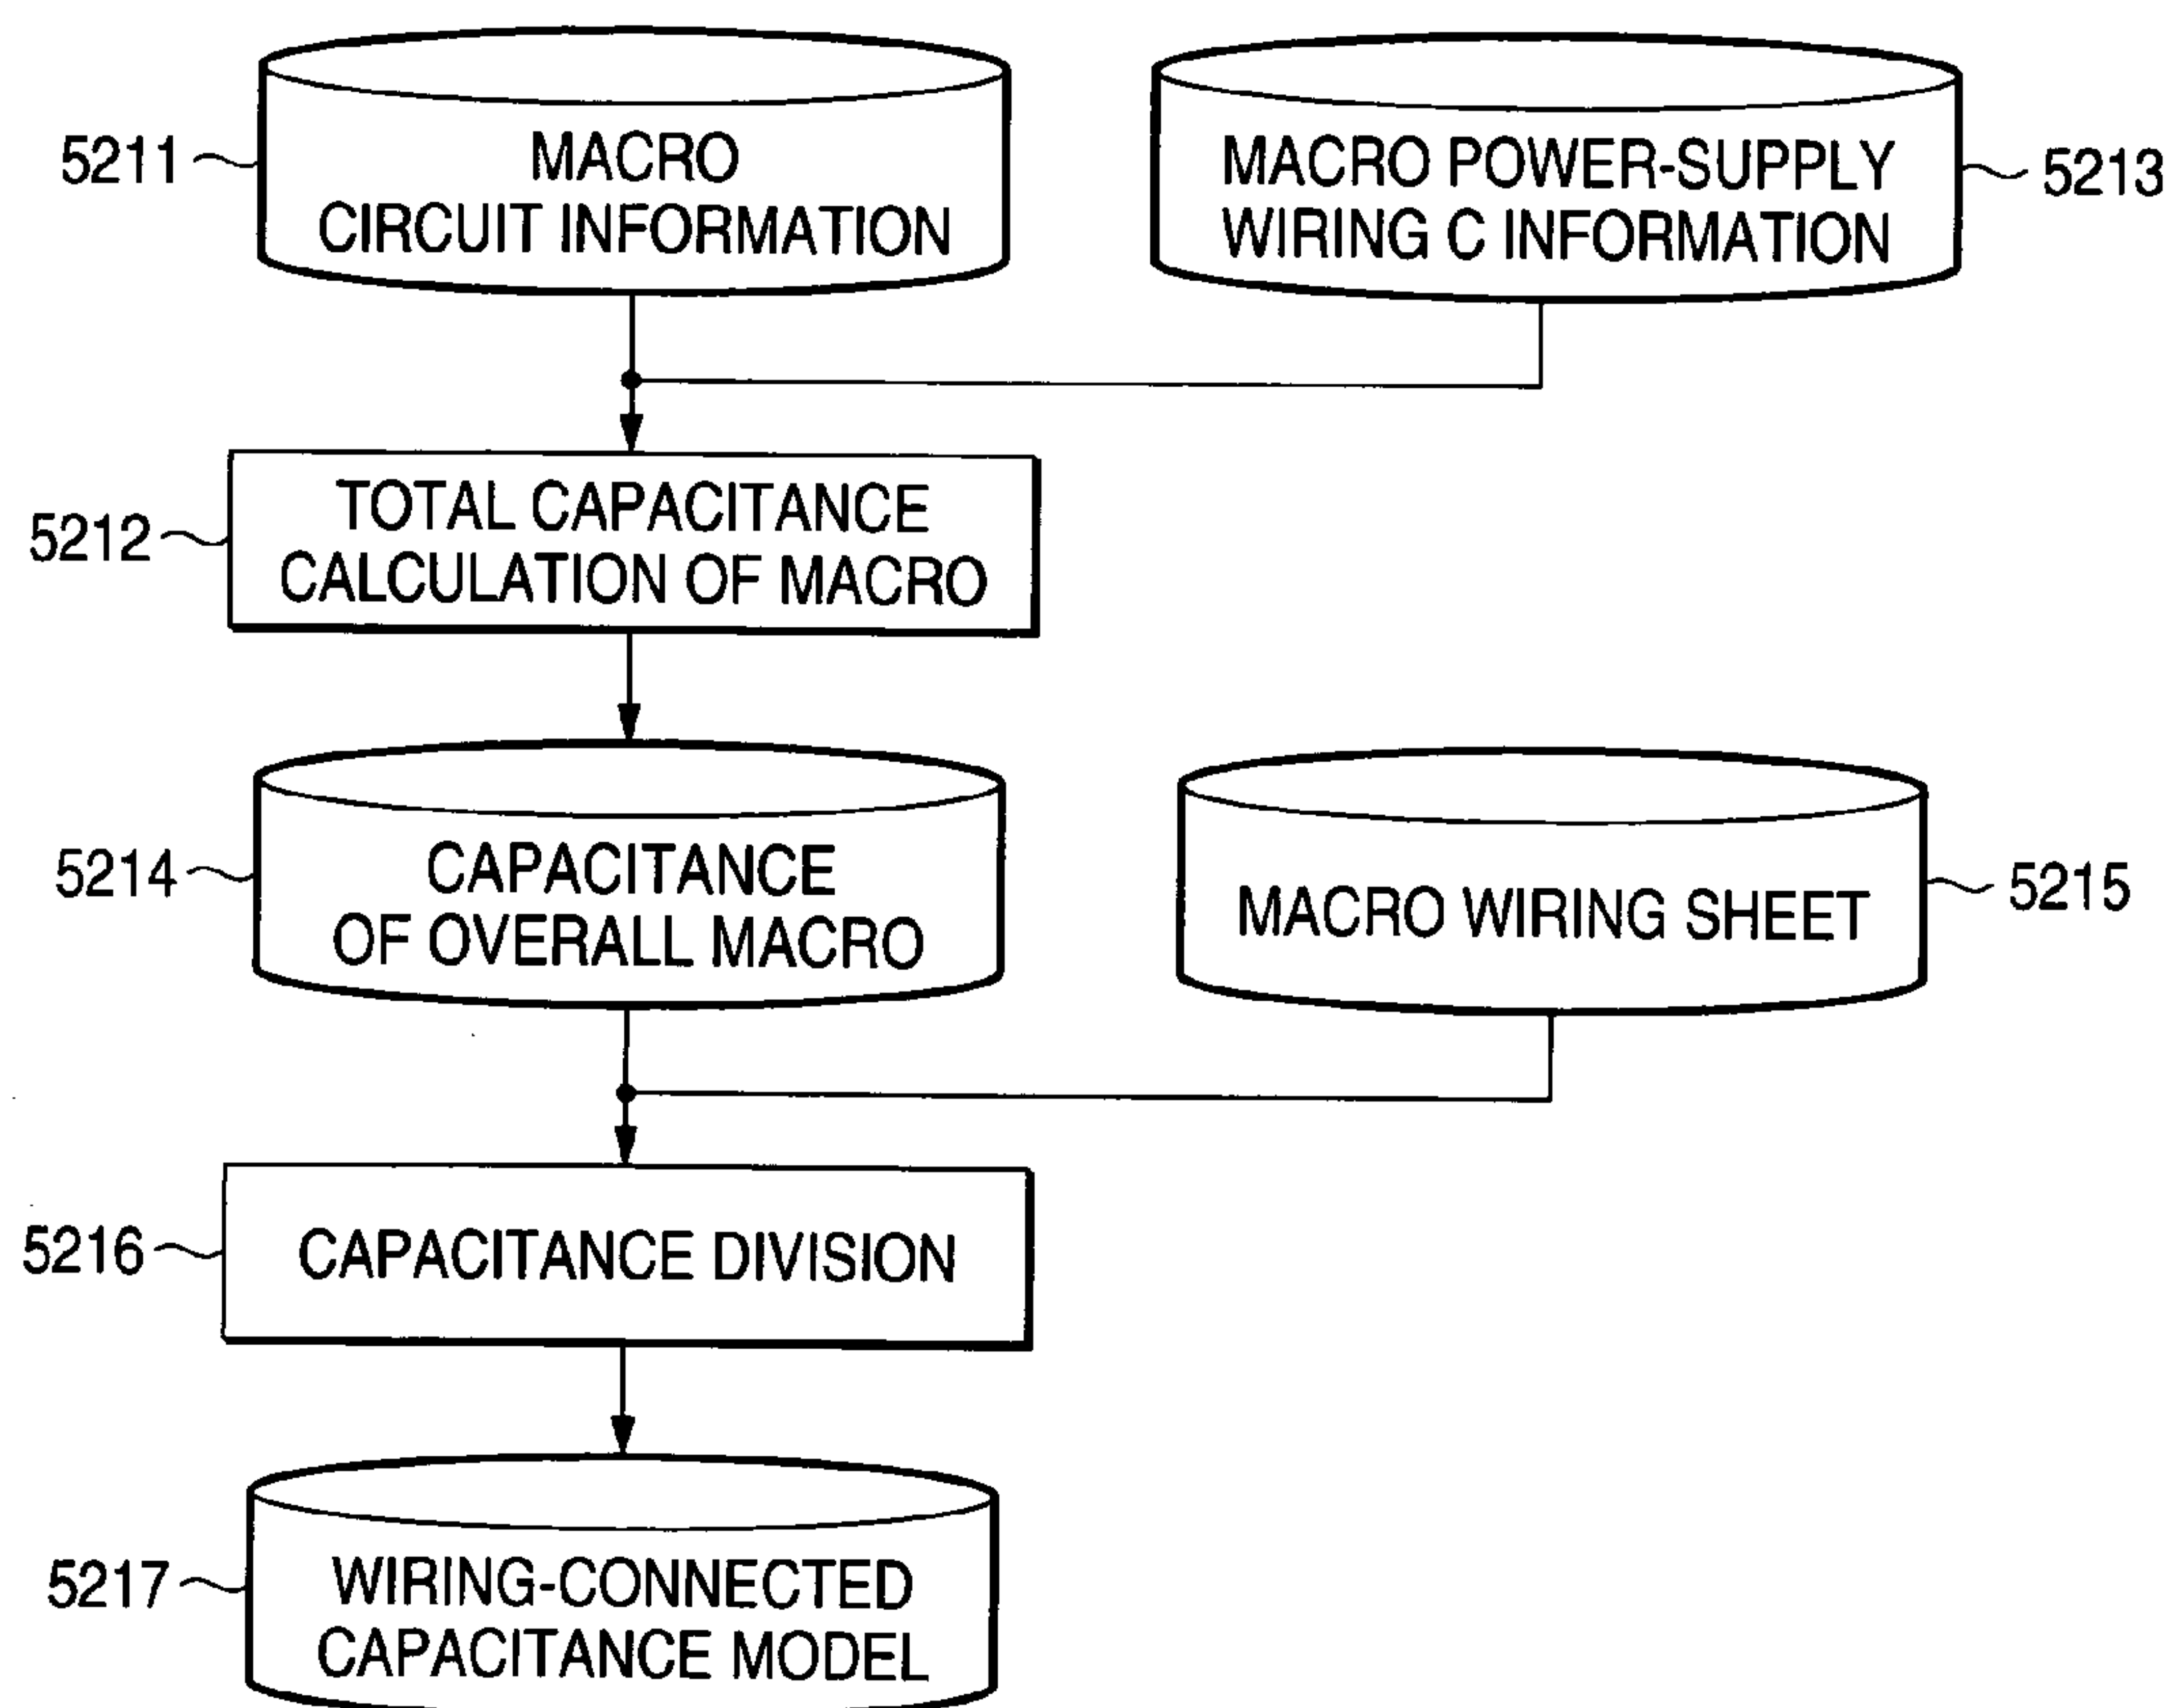 5211
MACRO
CIRCUIT INFORMATION
MACRO POWER-SUPPLY
WIRING C INFORMATION
5213
5212
TOTAL CAPACITANCE
CALCULATION OF MACRO
5214
CAPACITANCE
OF OVERALL MACRO
MACRO WIRING SHEET
5215
5216
CAPACITANCE DIVISION
5217
WIRING-CONNECTED
CAPACITANCE MODEL